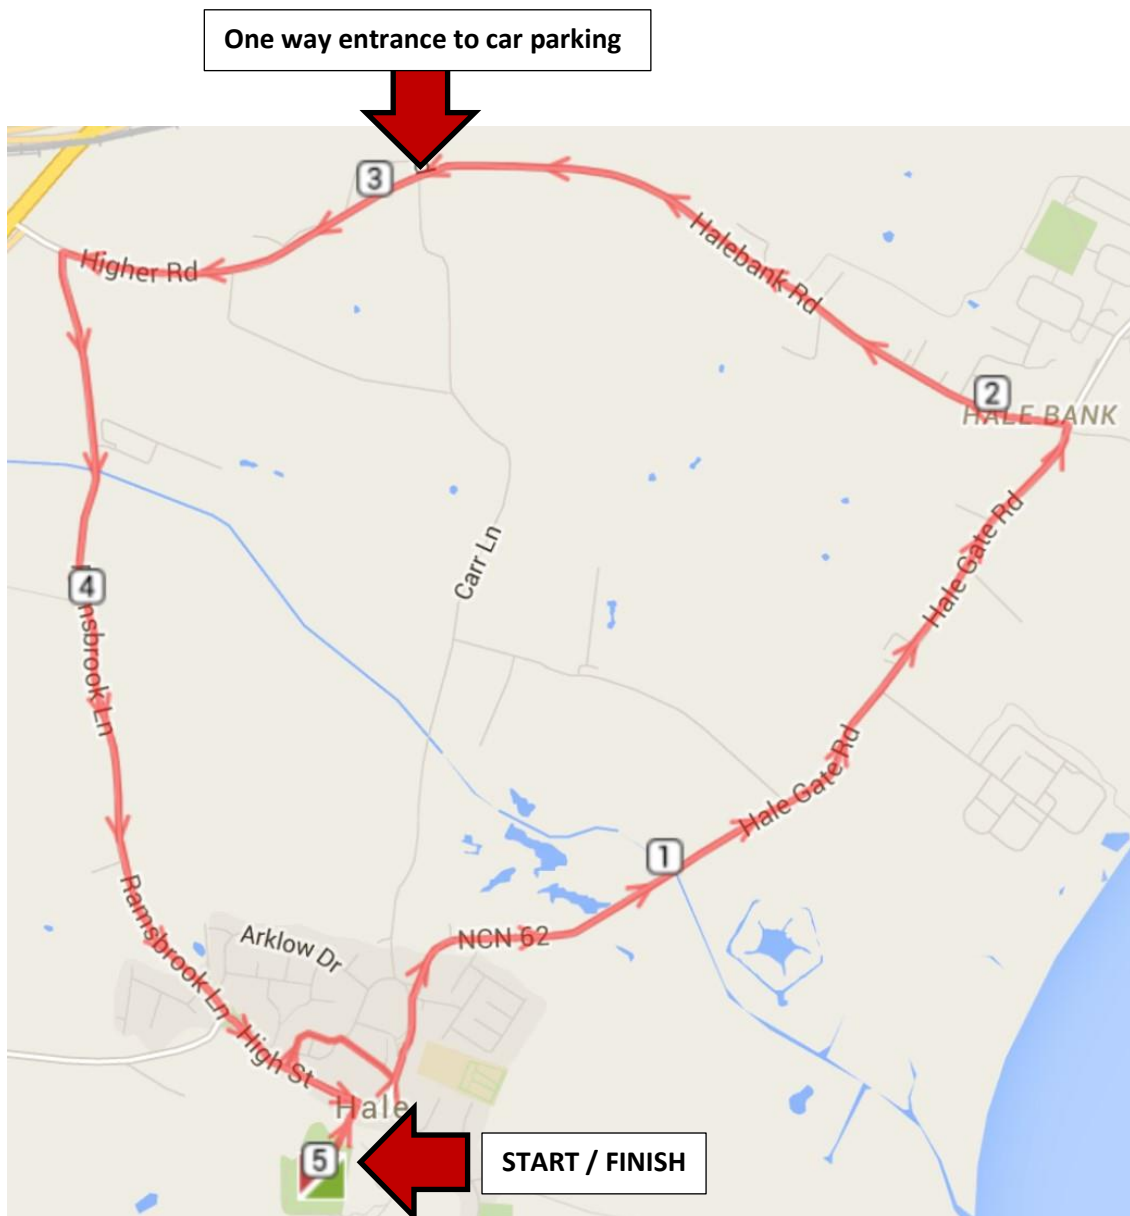 One way entrance to car parking
3
Higher Rd
Halebank Rd
2
HALE BANK
Hale Gate Rd
Carr Ln
4
nsbrook Ln
Hale Gate Rd
1
Ramsbrook Ln
Arklow Dr
NCN 62
High St
Hale
5
START / FINISH